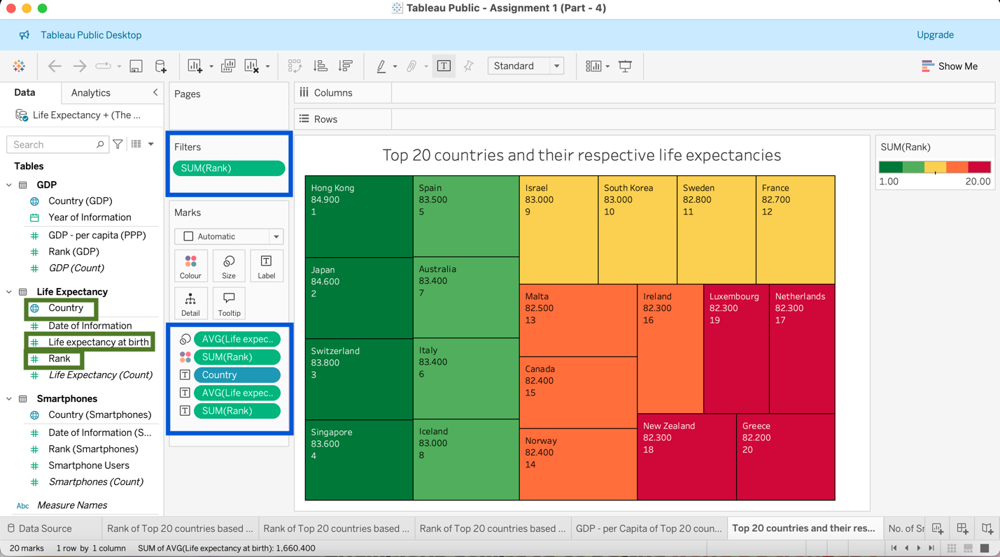 Tableau Public - Assignment 1 (Part - 4)
Tableau Public Desktop
Upgrade
Standard
Show Me
Data
Analytics
Life Expectancy + (The ...
Search
Tables
GDP
Country (GDP)
Year of Information
GDP - per capita (PPP)
Rank (GDP)
GDP (Count)
Life Expectancy
Country
Date of Information
Life expectancy at birth
Rank
Life Expectancy (Count)
Smartphones
Country (Smartphones)
Date of Information (S...
Rank (Smartphones)
Smartphone Users
Smartphones (Count)
Abc Measure Names
Pages
Filters
SUM(Rank)
Marks
Automatic
Colour
Size
T
Label
Detail
Tooltip
AVG(Life expec..
SUM(Rank)
T Country
T AVG(Life expec..
T SUM(Rank)
Columns
Rows
Top 20 countries and their respective life expectancies
Hong Kong
84.900
1
Japan
84.600
2
Switzerland
83.800
3
Singapore
83.600
4
Spain
83.500
5
Australia
83.400
7
Italy
83.400
6
Iceland
83.000
8
Israel
83.000
9
South Korea
83.000
10
Sweden
82.800
11
France
82.700
12
Malta
82.500
13
Canada
82.400
15
Norway
82.400
14
Ireland
82.300
16
Luxembourg
82.300
19
Netherlands
82.300
17
New Zealand
82.300
18
Greece
82.200
20
SUM(Rank)
1.00 20.00
Data Source
Rank of Top 20 countries based ...
Rank of Top 20 countries based ...
Rank of Top 20 countries based ...
GDP - per Capita of Top 20 coun...
Top 20 countries and their res...
No. of Sr
20 marks 1 row by 1 column SUM of AVG(Life expectancy at birth): 1,660.400